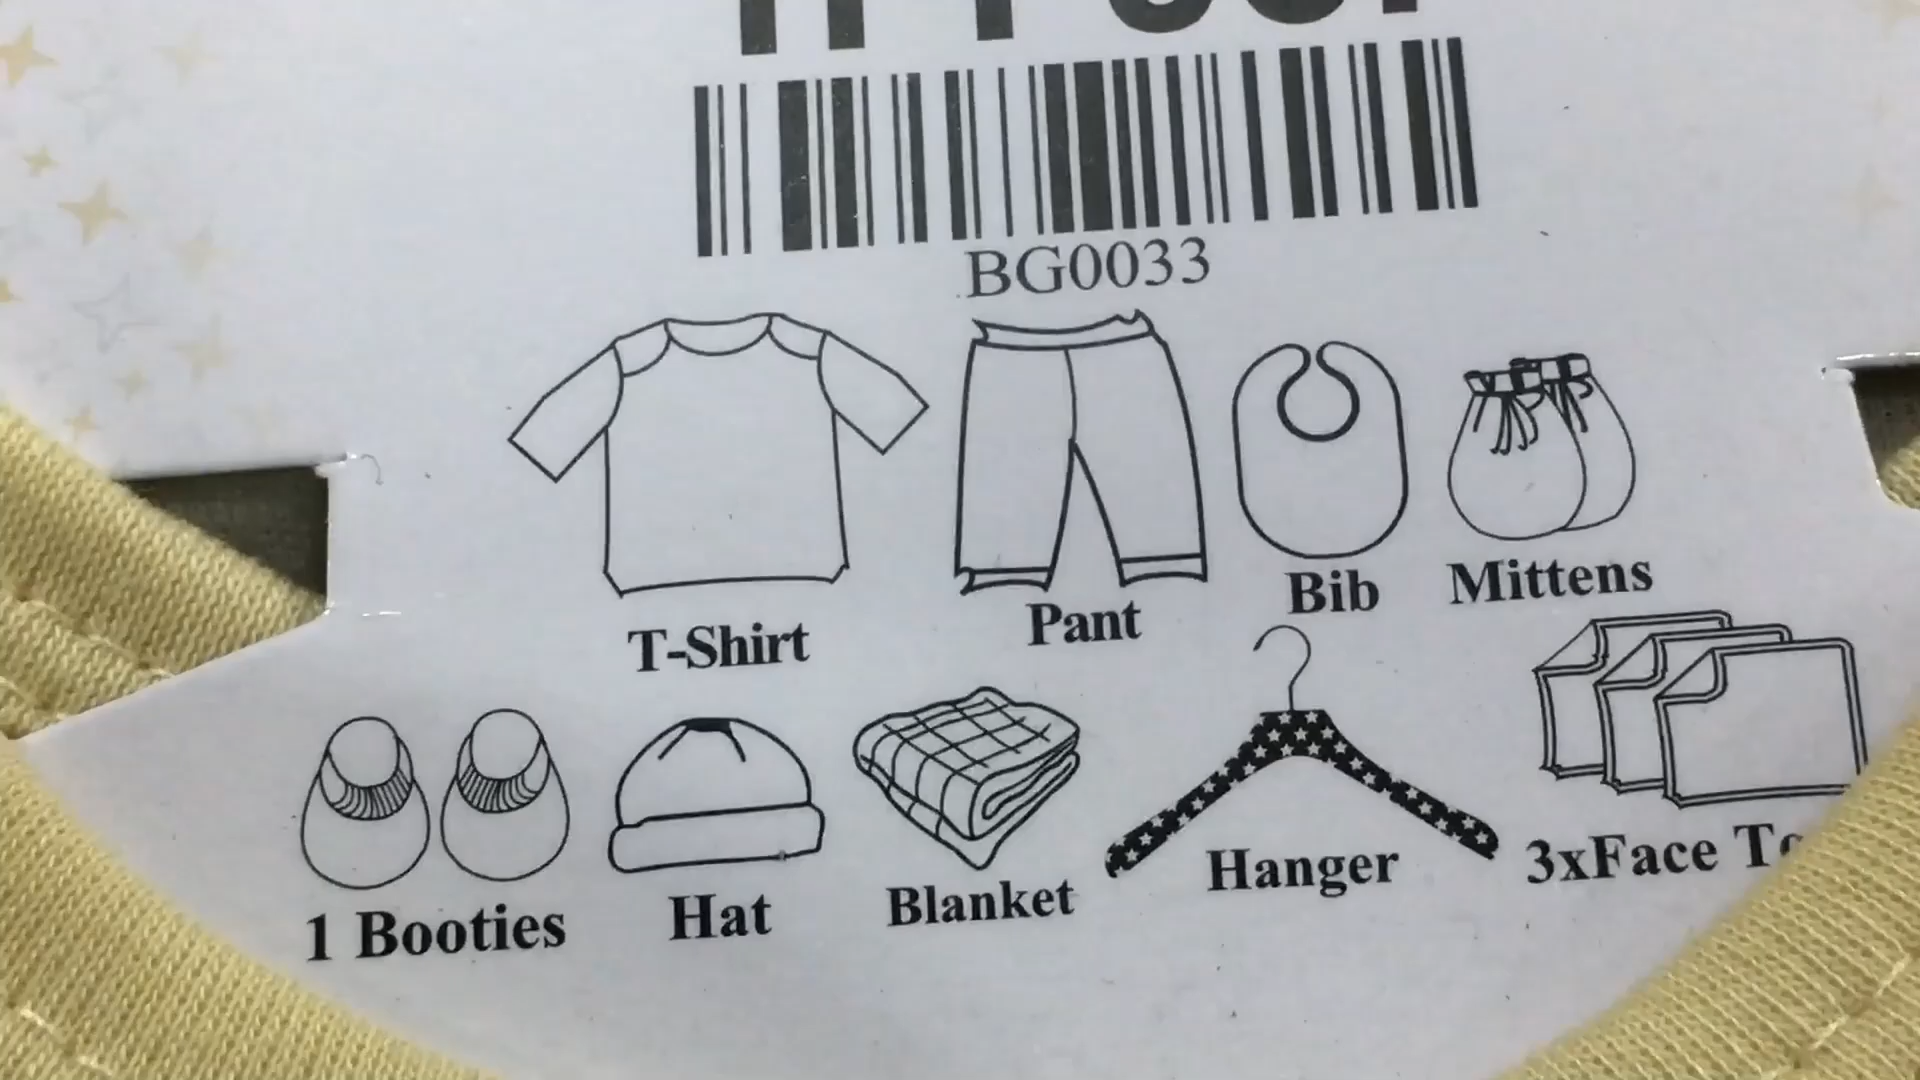 BG0033
T-Shirt
Pant
Bib
Mittens
1 Booties
Hat
Blanket
Hanger
3xFace